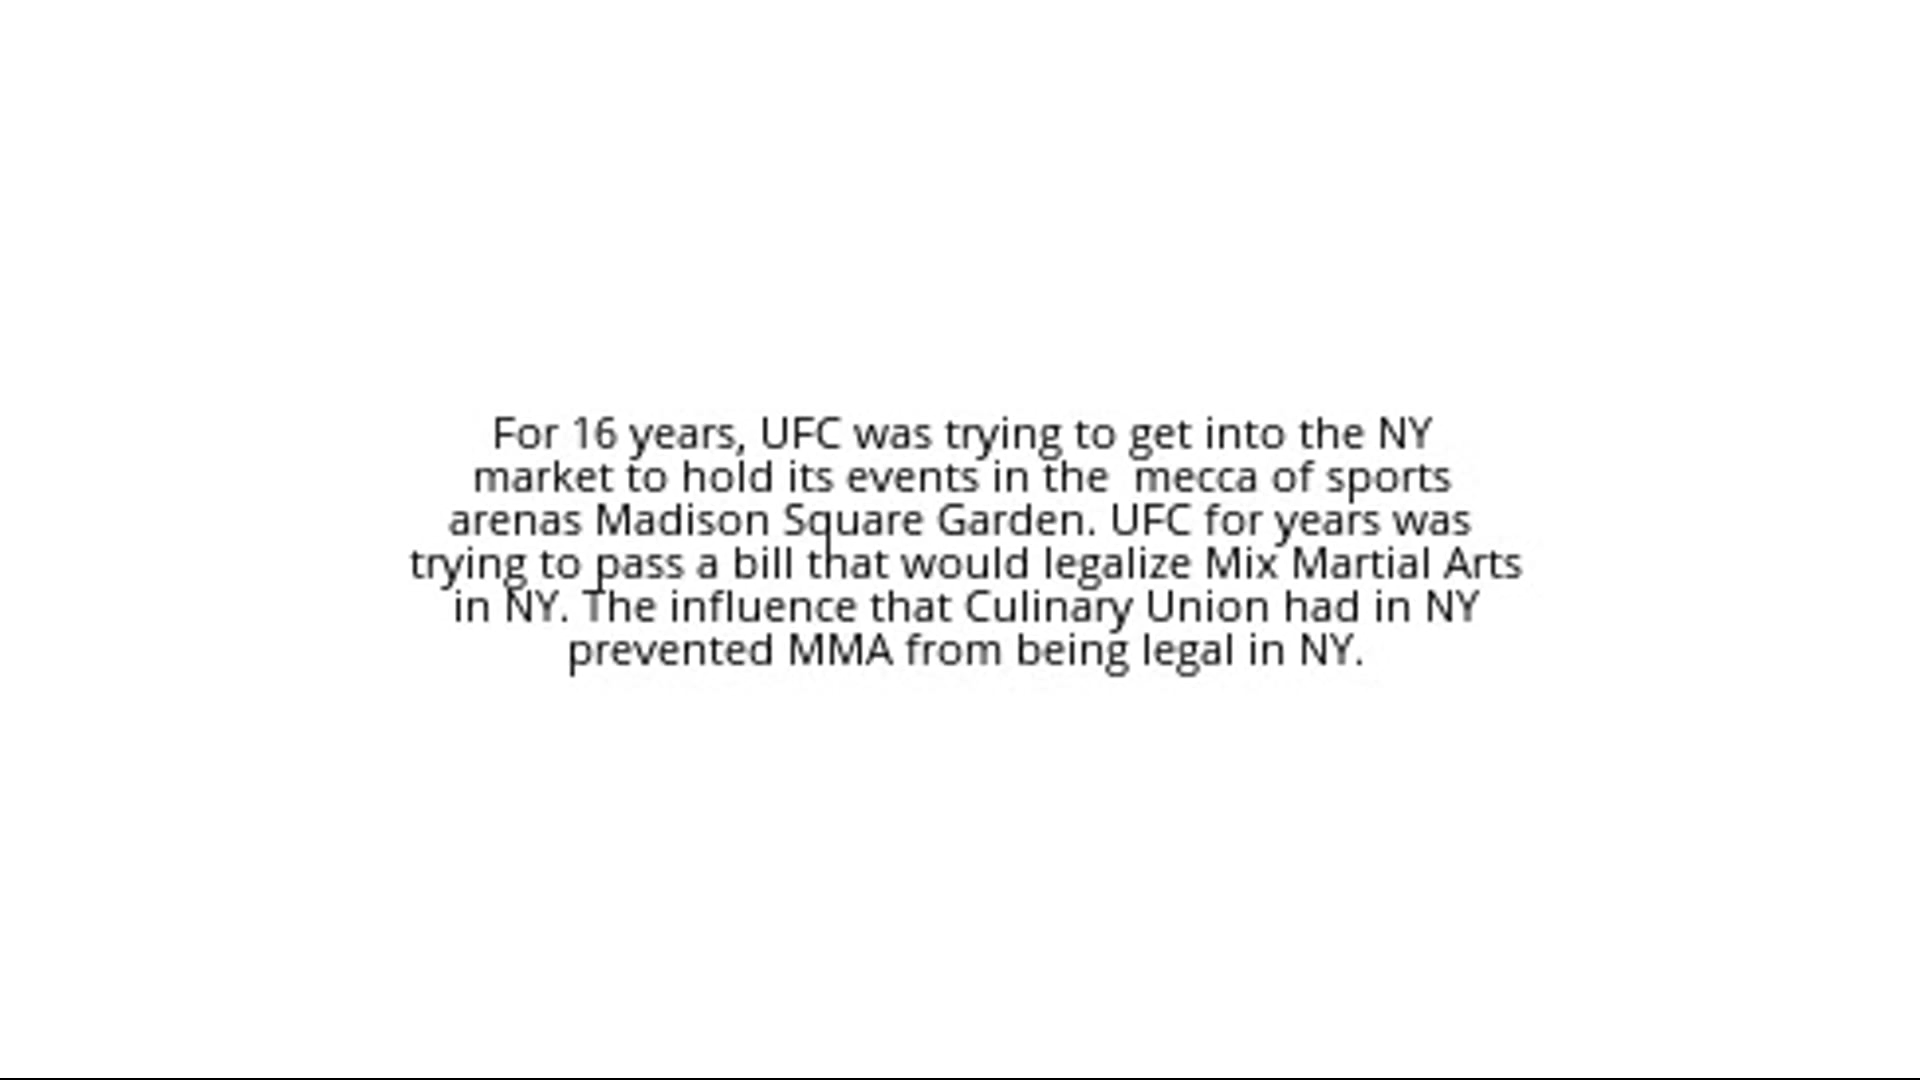 For 16 years, UFC was trying to get into the NY
market to hold its events in the  mecca of sports
arenas Madison Square Garden. UFC for years was
trying to pass a bill that would legalize Mix Martial Arts
in NY. The influence that Culinary Union had in NY
prevented MMA from being legal in NY.